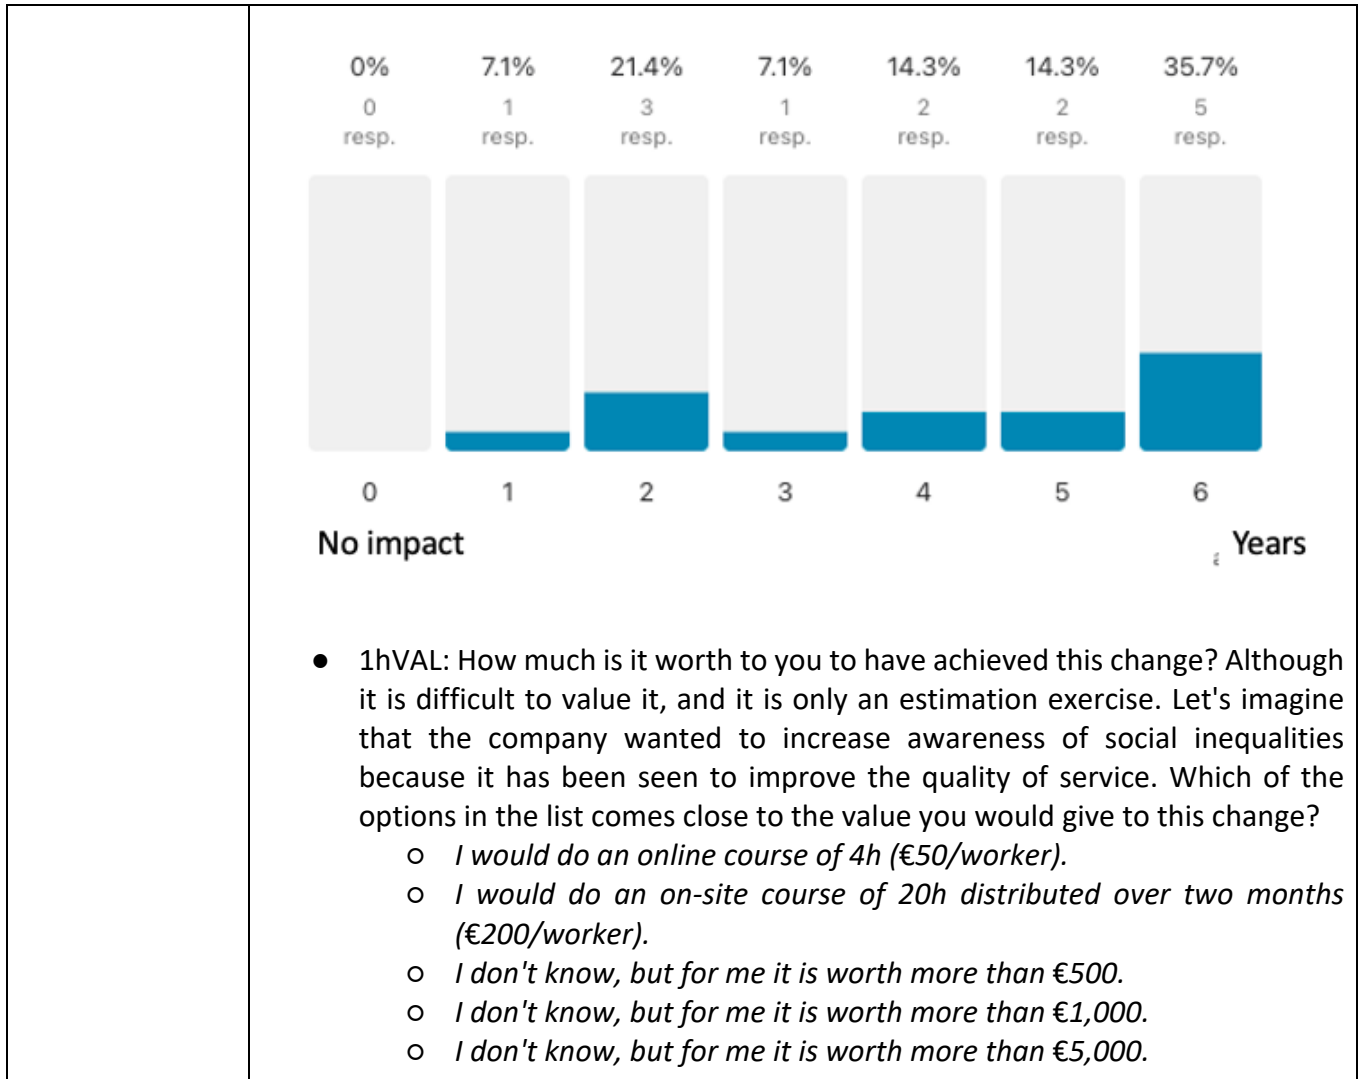 0% 7.1% 21.4% 7.1% 14.3% 14.3% 35.7%
0 1 3 1 2 2 5
resp. resp. resp. resp. resp. resp. resp.
0 1 2 3 4 5 6
No impact Years
● 1hVAL: How much is it worth to you to have achieved this change? Although
it is difficult to value it, and it is only an estimation exercise. Let's imagine
that the company wanted to increase awareness of social inequalities
because it has been seen to improve the quality of service. Which of the
options in the list comes close to the value you would give to this change?
○ I would do an online course of 4h (€50/worker).
○ I would do an on-site course of 20h distributed over two months
(€200/worker).
○ I don't know, but for me it is worth more than €500.
○ I don't know, but for me it is worth more than €1,000.
○ I don't know, but for me it is worth more than €5,000.